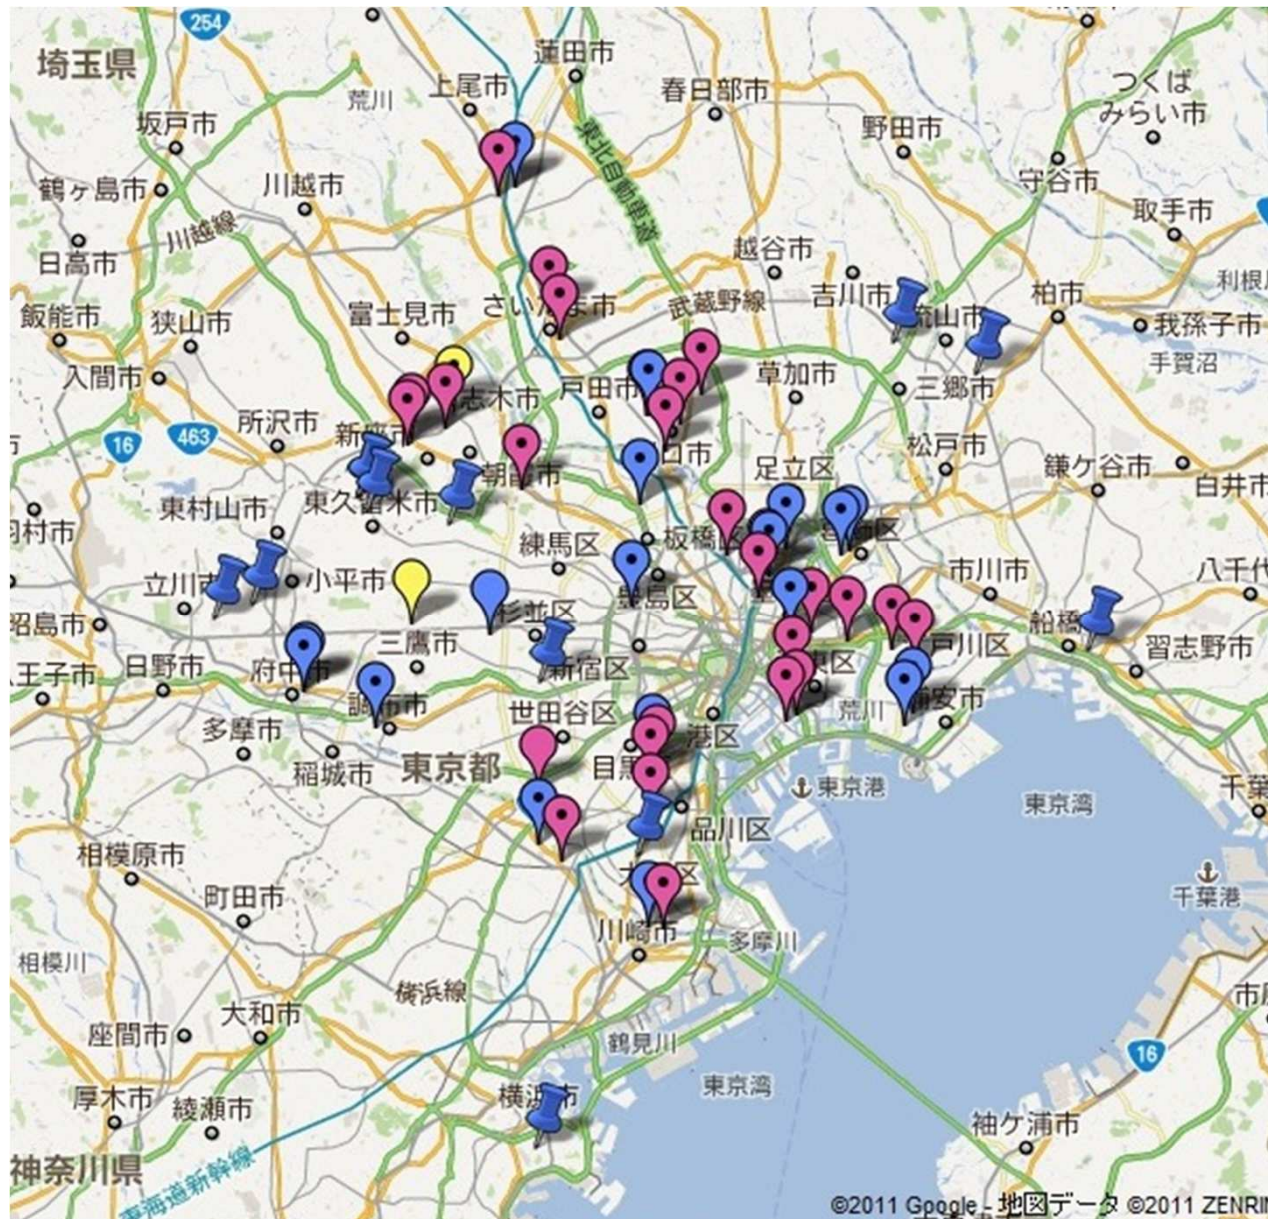 254
埼玉県
蓮田市
上尾市
荒川
春日部市
つくば
みらい市
坂戸市
野田市
東北自動車道
鶴ヶ島市
川越市
守谷市
取手市
川越線
日高市
越谷市
吉川市
柏市
利根川
飯能市
狭山市
富士見市
武蔵野線
流山市
我孫子市
手賀沼
入間市
戸田市
草加市
三郷市
志木市
所沢市
16
463
口市
足立区
松戸市
鎌ケ谷市
白井市
朝霞市
東村山市
東久留米市
羽村市
練馬区
板橋区
立川市
小平市
豊島区
市川市
八千代
昭島市
杉並区
三鷹市
船橋
戸川区
習志野市
八王子市
日野市
府中市
新宿区
調布市
世田谷区
港区
荒川
浦安市
多摩市
稲城市
東京都
目黒
東京港
東京湾
千葉
品川区
相模原市
町田市
千葉港
川崎市
多摩川
相模川
横浜線
座間市
大和市
鶴見川
16
厚木市
綾瀬市
横浜市
東京湾
袖ケ浦市
神奈川県
東海道新幹線
©2011 Google - 地図データ ©2011 ZENRIN